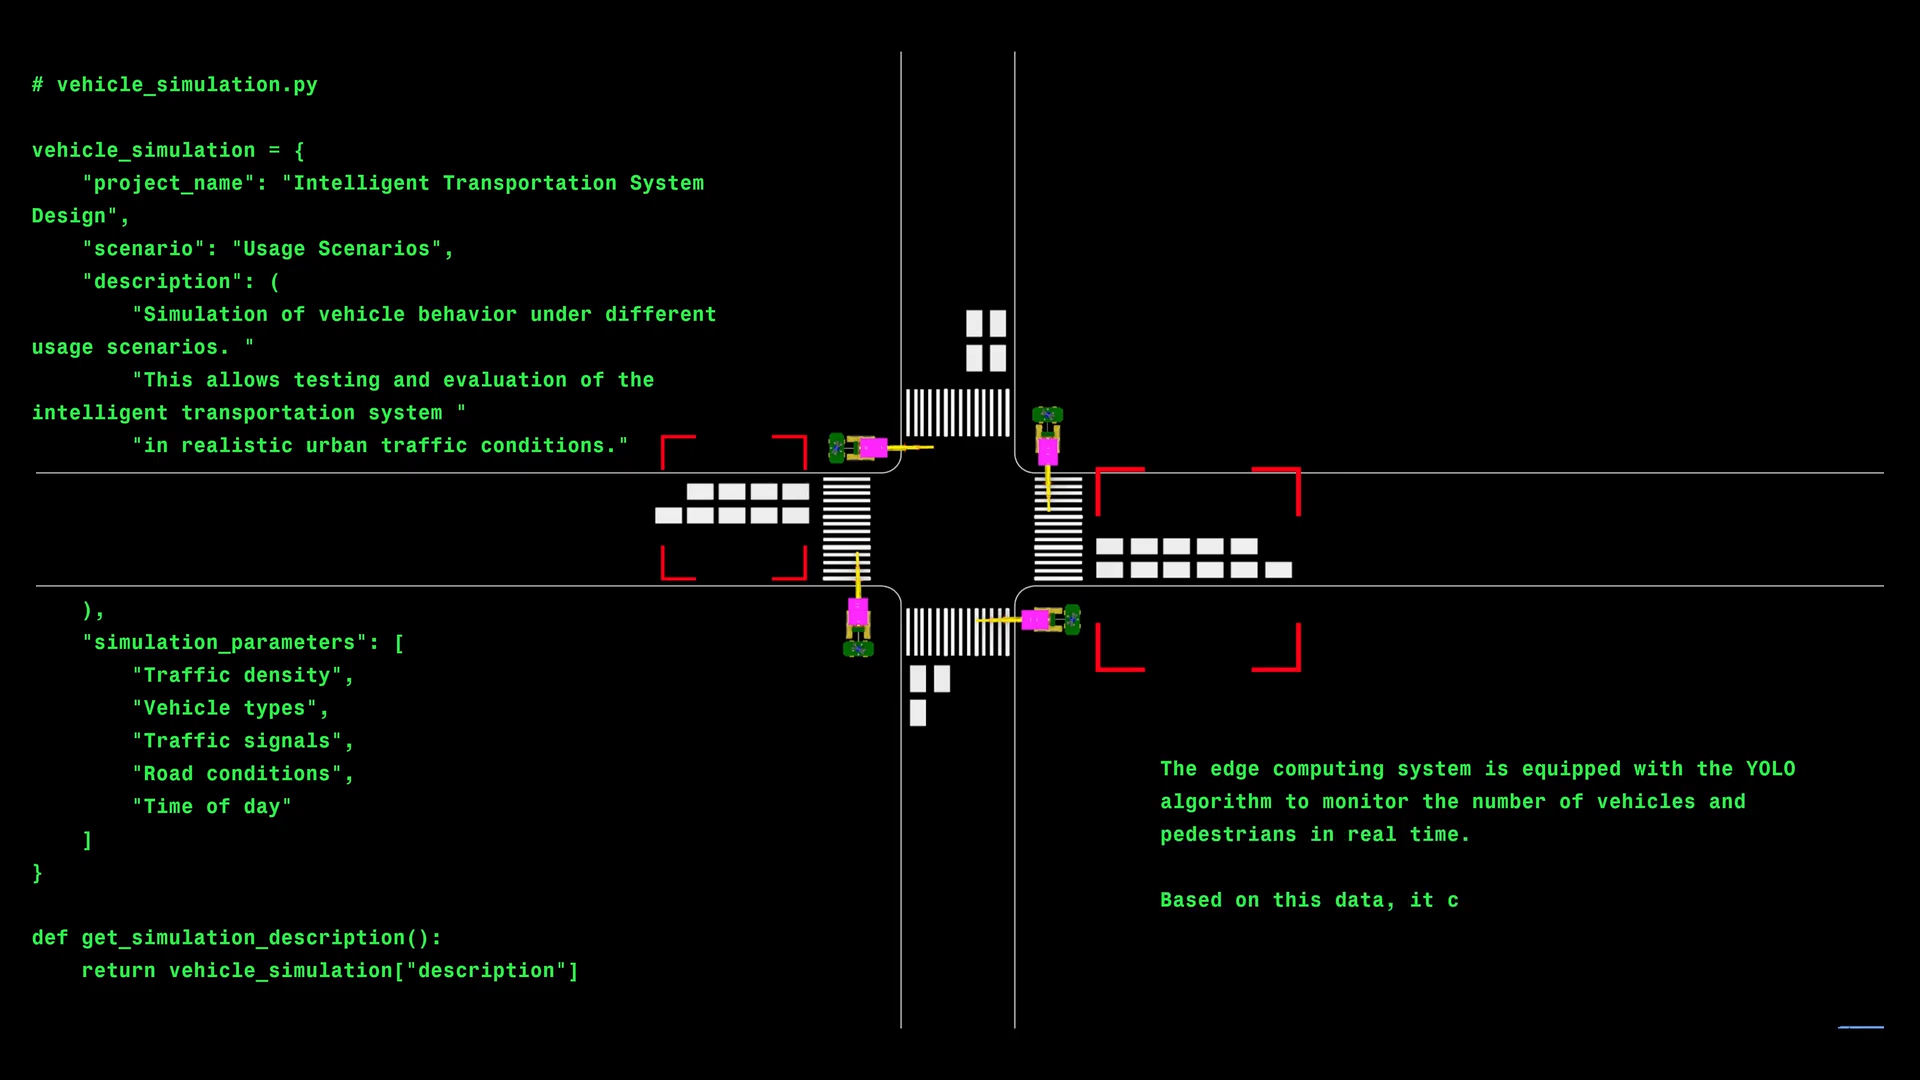 # vehicle_simulation.py
vehicle_simulation = {
"project_name": "Intelligent Transportation System
Design",
"scenario": "Usage Scenarios",
"description": (
"Simulation of vehicle behavior under different
usage scenarios. "
"This allows testing and evaluation of the
intelligent transportation system "
"in realistic urban traffic conditions."
),
"simulation_parameters": [
"Traffic density",
"Vehicle types",
"Traffic signals",
"Road conditions",
"Time of day"
]
}
def get_simulation_description():
return vehicle_simulation["description"]
The edge computing system is equipped with the YOLO
algorithm to monitor the number of vehicles and
pedestrians in real time.
Based on this data, it c